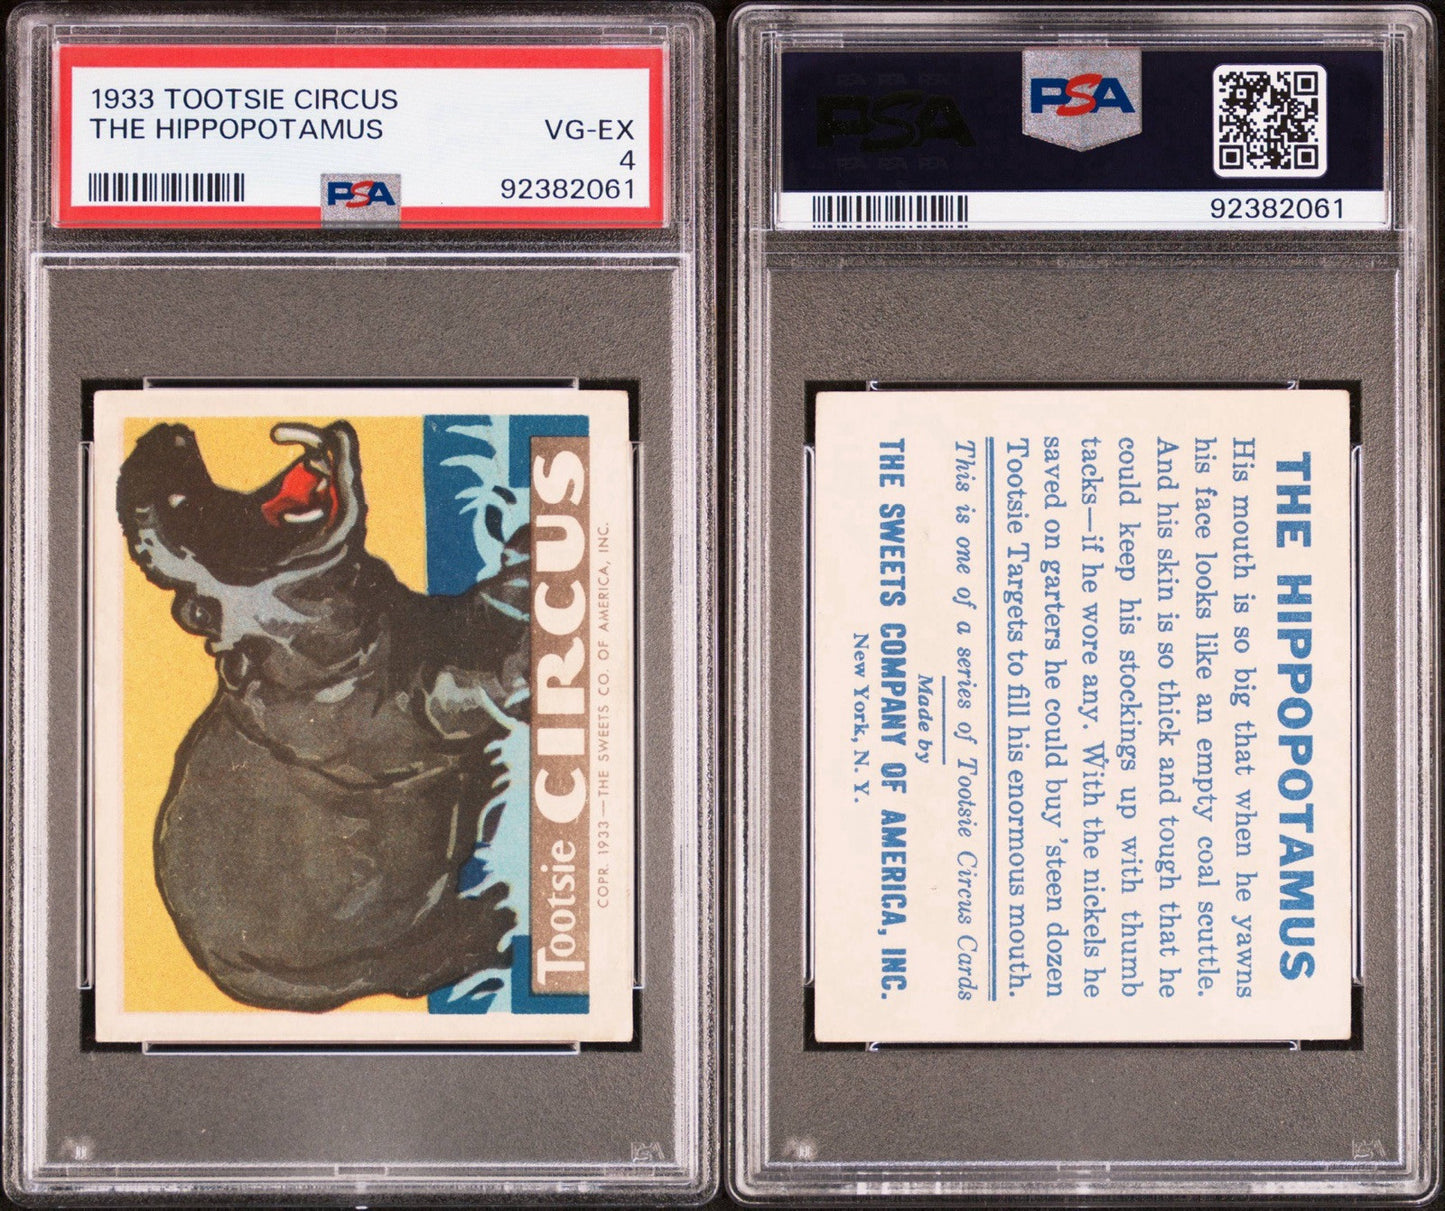 1933 TOOTSIE CIRCUS
THE HIPPOPOTAMUS VG-EX
4
92382061
PSA
Tootsie CIRCUS
COPR. 1933—THE SWEETS CO. OF AMERICA, INC.
PSA
PSA
92382061
THE HIPPOPOTAMUS
His mouth is so big that when he yawns
his face looks like an empty coal scuttle.
And his skin is so thick and tough that he
could keep his stockings up with thumb
tacks—if he wore any. With the nickels he
saved on garters he could buy 'steen dozen
Tootsie Targets to fill his enormous mouth.
This is one of a series of Tootsie Circus Cards
Made by
THE SWEETS COMPANY OF AMERICA, INC.
New York, N. Y.